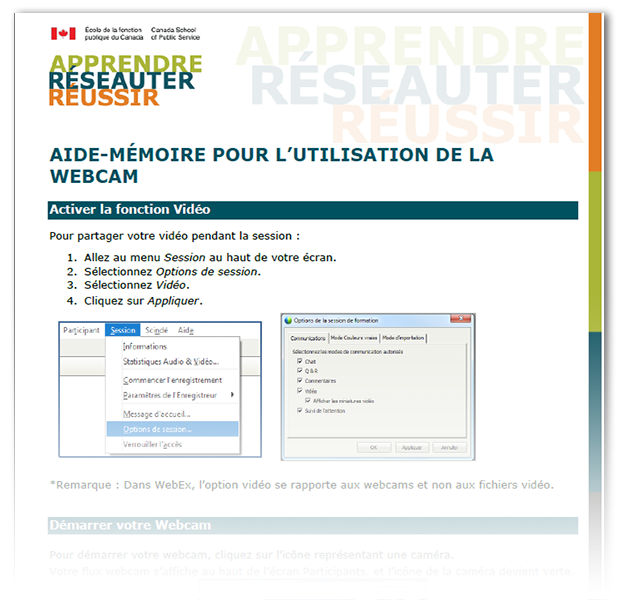 École de la fonction
publique du Canada
Canada School
of Public Service
APPRENDRE
RÉSEAUTER
RÉUSSIR
APPRENDRE
RÉSEAUTER
RÉUSSIR
AIDE-MÉMOIRE POUR L'UTILISATION DE LA
WEBCAM
Activer la fonction Vidéo
Pour partager votre vidéo pendant la session :
1. Allez au menu Session au haut de votre écran.
2. Sélectionnez Options de session.
3. Sélectionnez Vidéo.
4. Cliquez sur Appliquer.
Participant Session Scindé Aide
Informations
Statistiques Audio & Vidéo...
Commencer l'enregistrement
Paramètres de l'Enregistreur
Message d'accueil...
Options de session...
Verrouiller l'accès
Options de la session de formation
Communications Mode Couleurs vraies Mode d'importation
Sélectionnez les modes de communication autorisés
Chat
Q & R
Commentaires
Vidéo
Afficher les miniatures vidéo
Suivi de l'attention
OK Appliquer Annuler
*Remarque : Dans WebEx, l'option vidéo se rapporte aux webcams et non aux fichiers vidéo.
Démarrer votre Webcam
Pour démarrer votre webcam, cliquez sur l'icône représentant une caméra.
Votre flux webcam s'affiche au haut de l'écran Participants, et l'icône de la caméra devient verte.